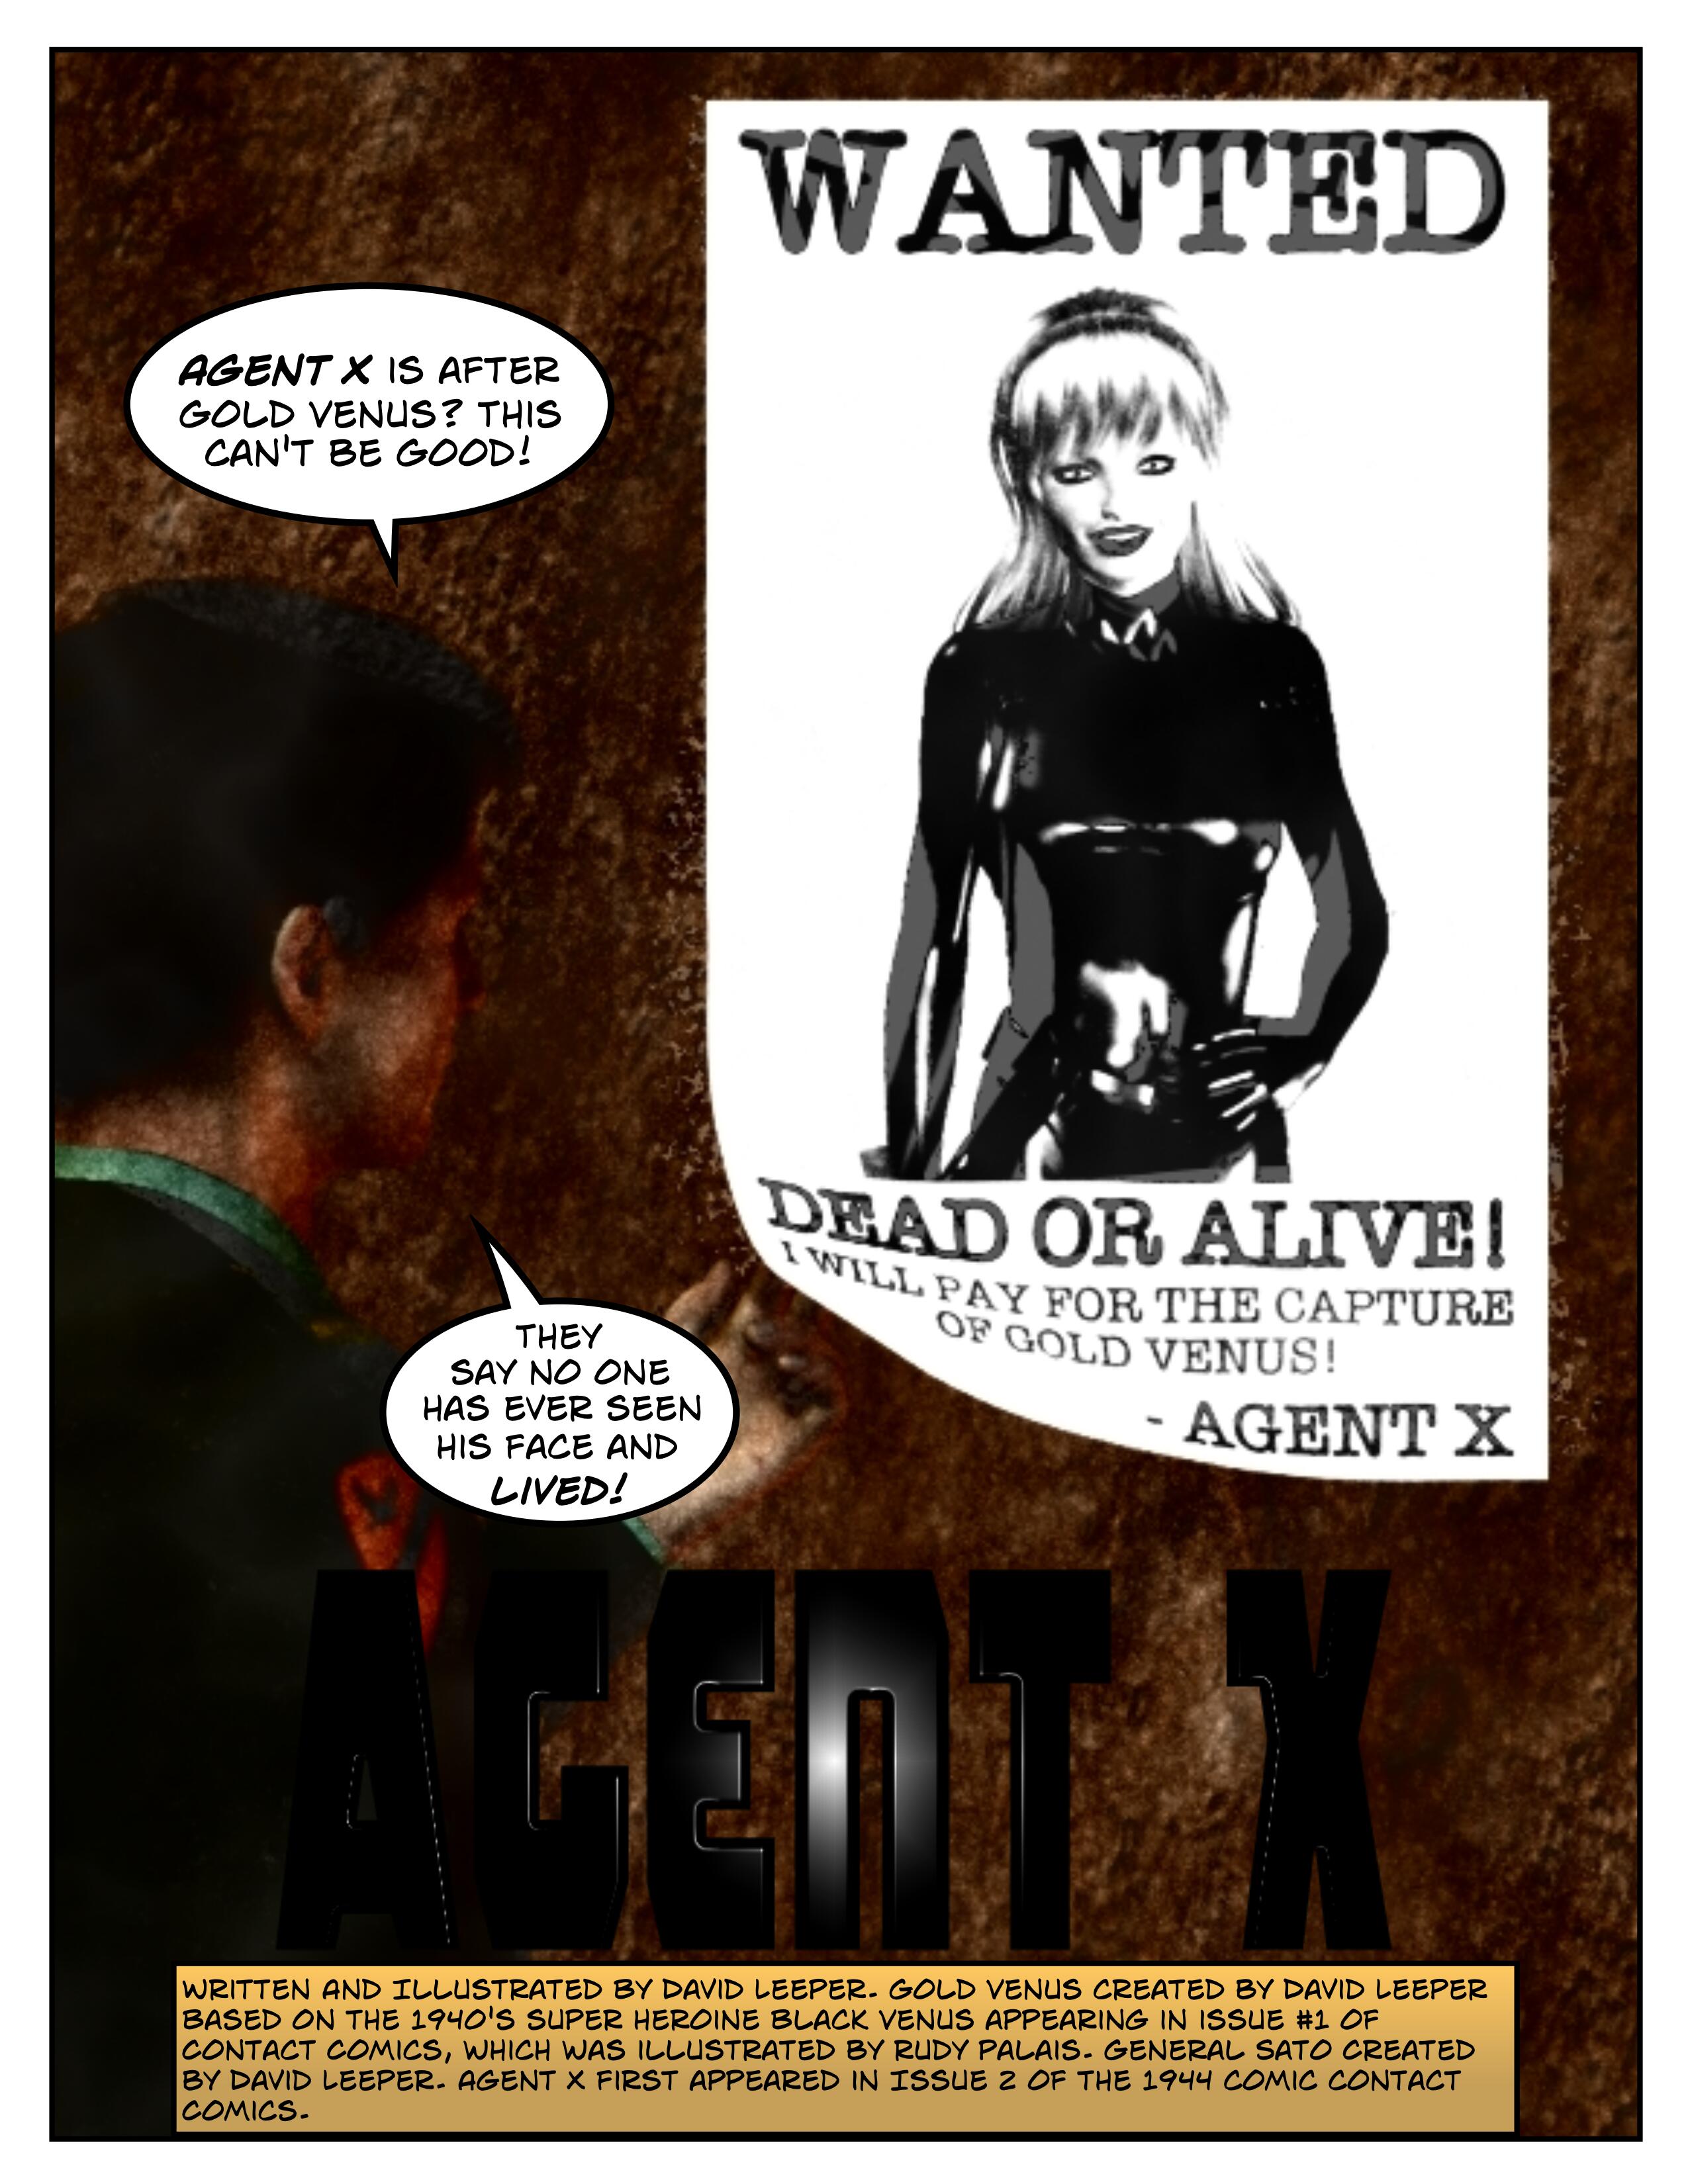 WANTED
AGENT X IS AFTER
GOLD VENUS? THIS
CAN'T BE GOOD!
DEAD OR ALIVE!
I WILL PAY FOR THE CAPTURE
OF GOLD VENUS!
- AGENT X
THEY
SAY NO ONE
HAS EVER SEEN
HIS FACE AND
LIVED!
AGENT X
WRITTEN AND ILLUSTRATED BY DAVID LEEPER. GOLD VENUS CREATED BY DAVID LEEPER
BASED ON THE 1940'S SUPER HEROINE BLACK VENUS APPEARING IN ISSUE #1 OF
CONTACT COMICS, WHICH WAS ILLUSTRATED BY RUDY PALAIS. GENERAL SATO CREATED
BY DAVID LEEPER. AGENT X FIRST APPEARED IN ISSUE 2 OF THE 1944 COMIC CONTACT
COMICS.